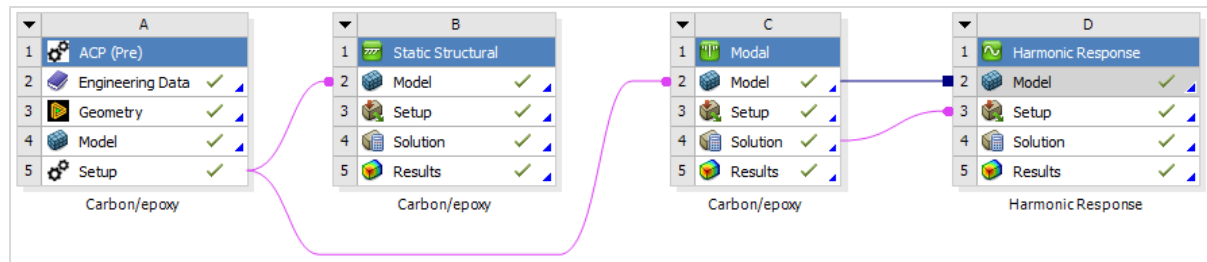 A
1 ACP (Pre)
2 Engineering Data
3 Geometry
4 Model
5 Setup
Carbon/epoxy
B
1 Static Structural
2 Model
3 Setup
4 Solution
5 Results
Carbon/epoxy
C
1 Modal
2 Model
3 Setup
4 Solution
5 Results
Carbon/epoxy
D
1 Harmonic Response
2 Model
3 Setup
4 Solution
5 Results
Harmonic Response